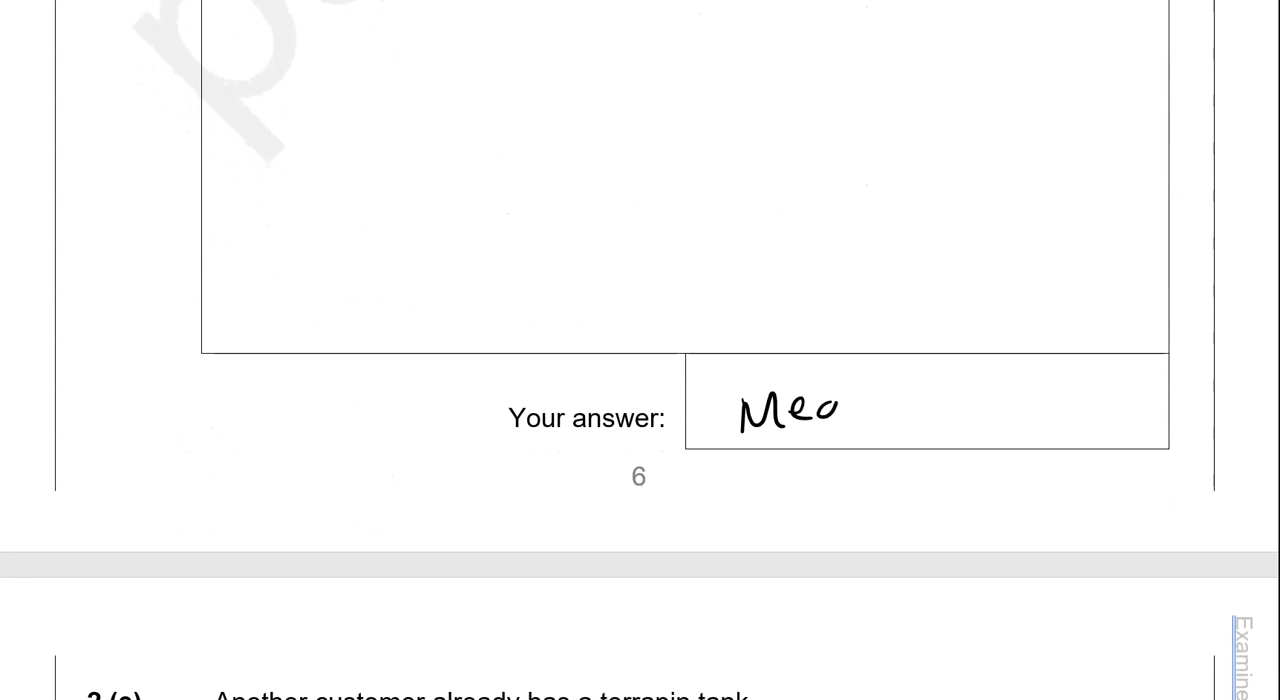 Your answer:
Meo
6
Examine
2 (c)
Another customer already has a terrapin tank